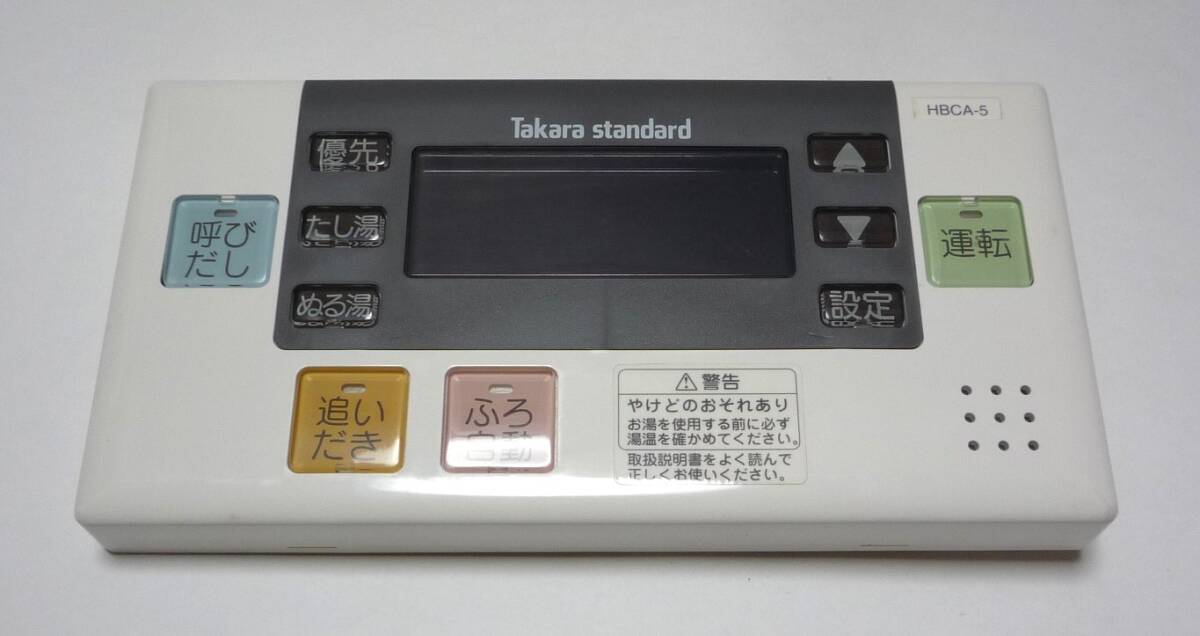 Takara standard
HBCA-5
優先
▲
呼び
だし
たし湯
▼
運転
ぬる湯
設定
追い
だき
ふろ
自動
⚠警告
やけどのおそれあり
お湯を使用する前に必ず
湯温を確かめてください。
取扱説明書をよく読んで
正しくお使いください。